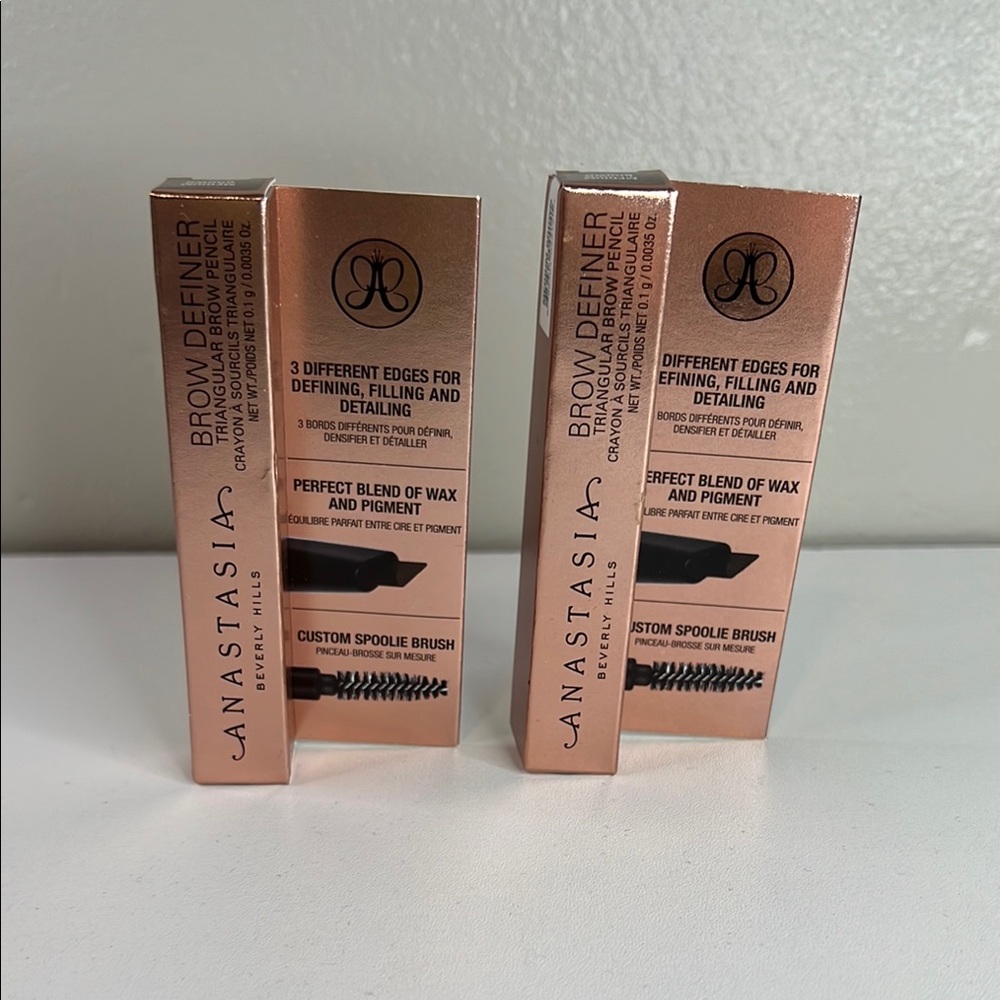 BROW DEFINER
TRIANGULAR BROW PENCIL
CRAYON À SOURCILS TRIANGULAIRE
NET WT./POIDS NET 0.1 g / 0.0035 Oz.
ANASTASIA
BEVERLY HILLS
3 DIFFERENT EDGES FOR
DEFINING, FILLING AND
DETAILING
3 BORDS DIFFÉRENTS POUR DÉFINIR,
DENSIFIER ET DÉTAILLER
PERFECT BLEND OF WAX
AND PIGMENT
ÉQUILIBRE PARFAIT ENTRE CIRE ET PIGMENT
CUSTOM SPOOLIE BRUSH
PINCEAU-BROSSE SUR MESURE
BROW DEFINER
TRIANGULAR BROW PENCIL
CRAYON À SOURCILS TRIANGULAIRE
NET WT./POIDS NET 0.1 g / 0.0035 Oz.
ANASTASIA
BEVERLY HILLS
DIFFERENT EDGES FOR
EFINING, FILLING AND
DETAILING
BORDS DIFFÉRENTS POUR DÉFINIR,
DENSIFIER ET DÉTAILLER
ERFECT BLEND OF WAX
AND PIGMENT
LIBRE PARFAIT ENTRE CIRE ET PIGMENT
USTOM SPOOLIE BRUSH
PINCEAU-BROSSE SUR MESURE